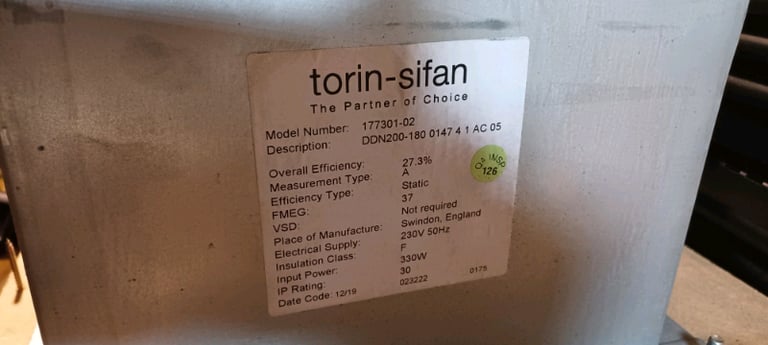 torin-sifan
The Partner of Choice
Model Number: 177301-02
Description: DDN200-180 0147 4 1 AC 05
Overall Efficiency: 27.3%
Measurement Type: A
Efficiency Type: Static
FMEG: 37
VSD: Not required
Place of Manufacture: Swindon, England
Electrical Supply: 230V 50Hz
Insulation Class: F
Input Power: 330W
IP Rating: 30
Date Code: 12/19 023222 0175
INSP
126